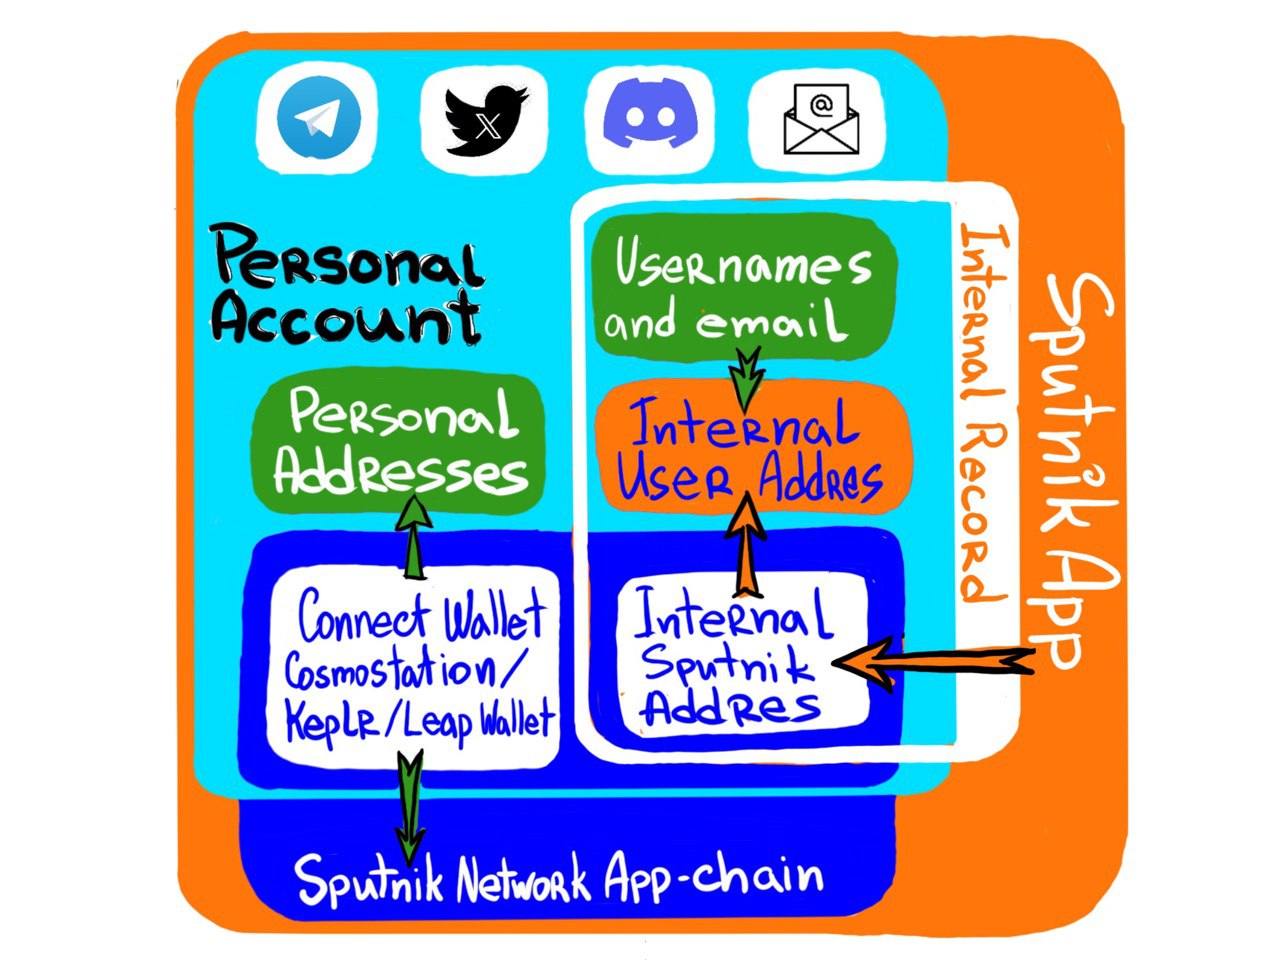 @
X
Personal
Account
Usernames
and email
Internal Record
Sputnik App
Personal
Addresses
Internal
User Addres
Connect Wallet
Cosmostation/
Keplr/Leap Wallet
Internal
Sputnik
Addres
Sputnik Network App-chain